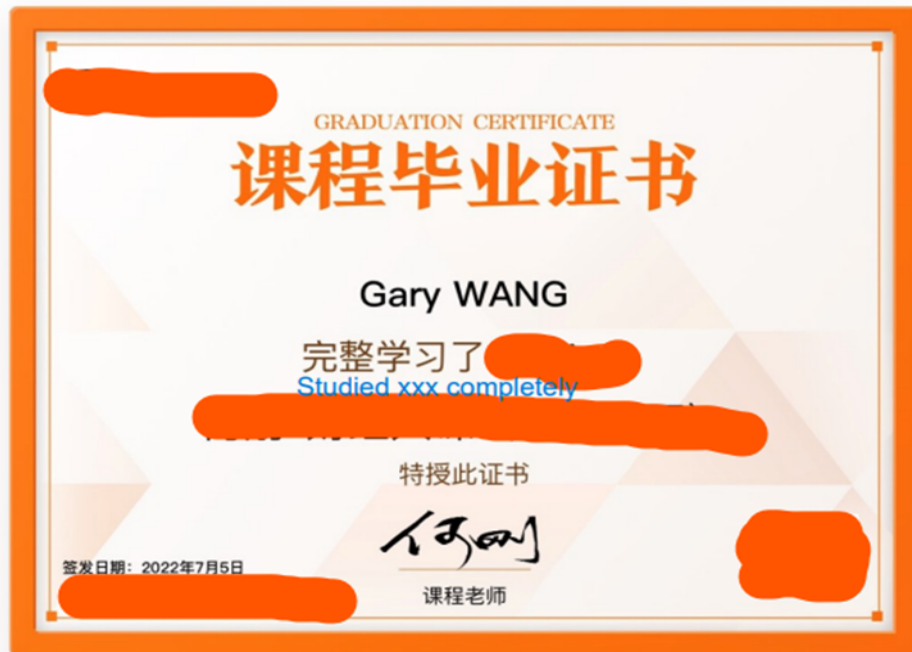 GRADUATION CERTIFICATE
课程毕业证书
Gary WANG
完整学习了
Studied xxx completely
特授此证书
何刚
签发日期：2022年7月5日
课程老师